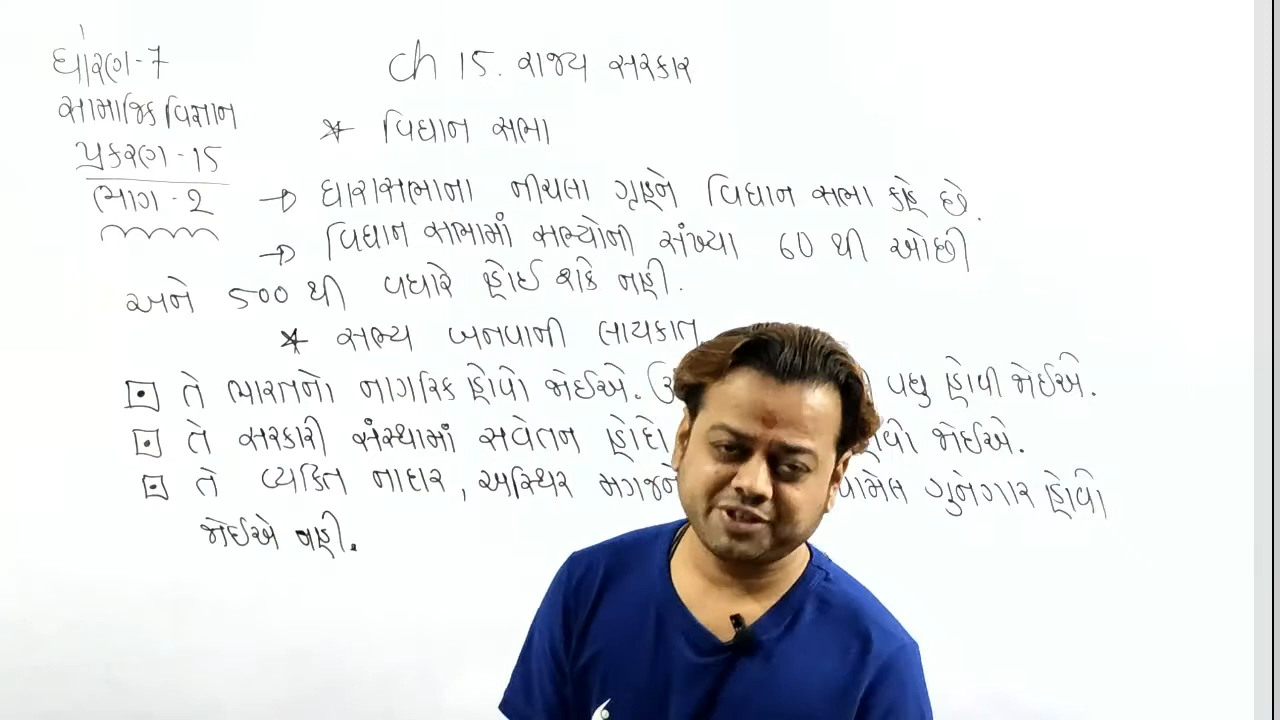 ધોરણ-7
સામાજિક વિજ્ઞાન
પ્રકરણ-15
ભાગ-2
ch 15. રાજ્ય સરકાર
* વિધાન સભા
→ ધારાસભાના નીચલા ગૃહને વિધાન સભા કહે છે.
→ વિધાન સભામાં સભ્યોની સંખ્યા 60 થી ઓછી
અને 500 થી વધારે હોઈ શકે નહી.
* સભ્ય બનવાની લાયકાત
તે ભારતનો નાગરિક હોવો જોઈએ. વધુ હોવી જોઈએ.
તે સરકારી સંસ્થામાં સવેતન હોદ્દો જોઈએ.
તે વ્યક્તિ નાદાર, અસ્થિર મગજનો પામેલ ગુનેગાર હોવો
જોઈએ નહી.